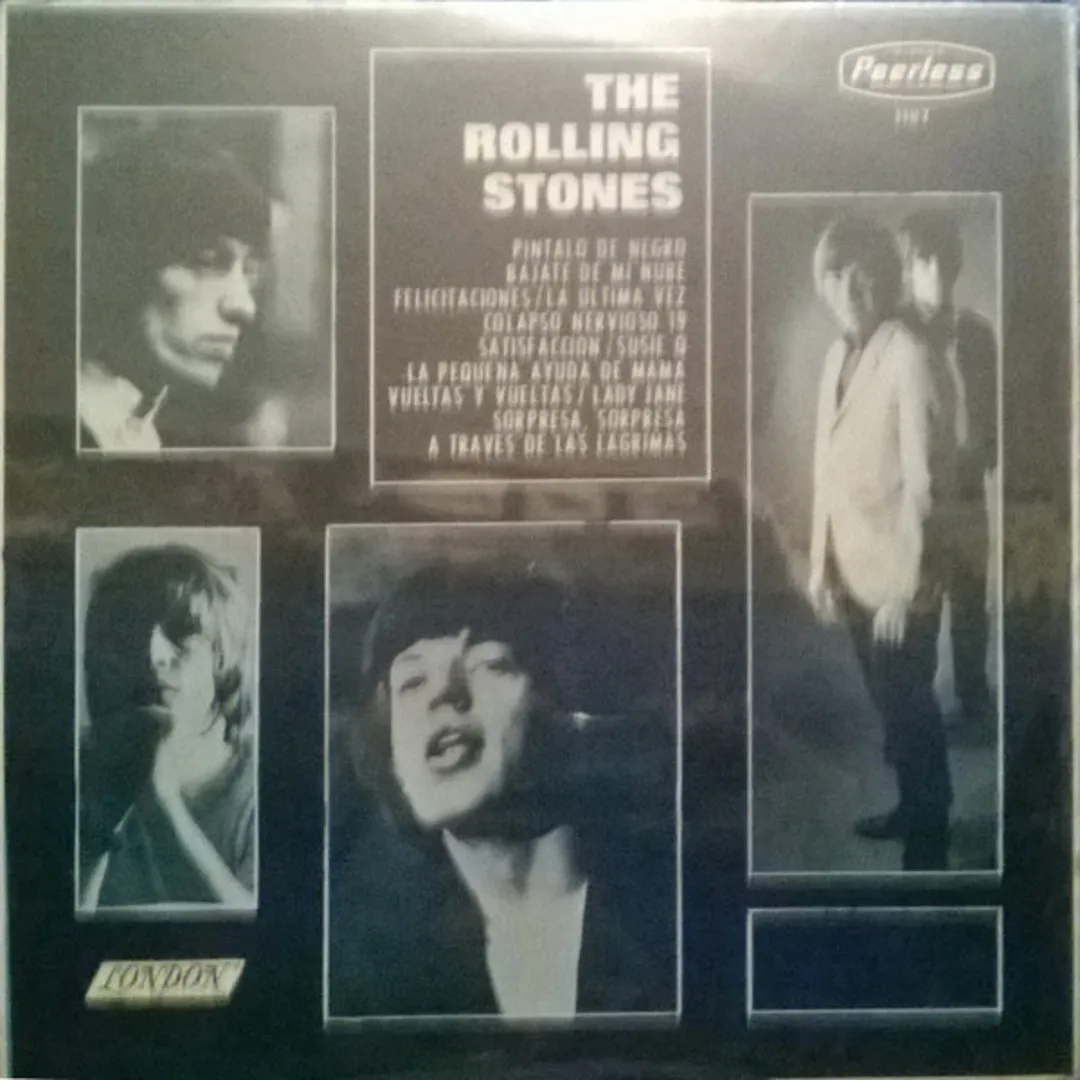 THE
ROLLING
STONES
PINTALO DE NEGRO
BAJATE DE MI NUBE
FELICITACIONES/LA ULTIMA VEZ
COLAPSO NERVIOSO 19
SATISFACCION/SUSIE Q
LA PEQUEÑA AYUDA DE MAMA
VUELTAS Y VUELTAS/LADY JANE
SORPRESA, SORPRESA
A TRAVES DE LAS LAGRIMAS
Peerless
LONDON